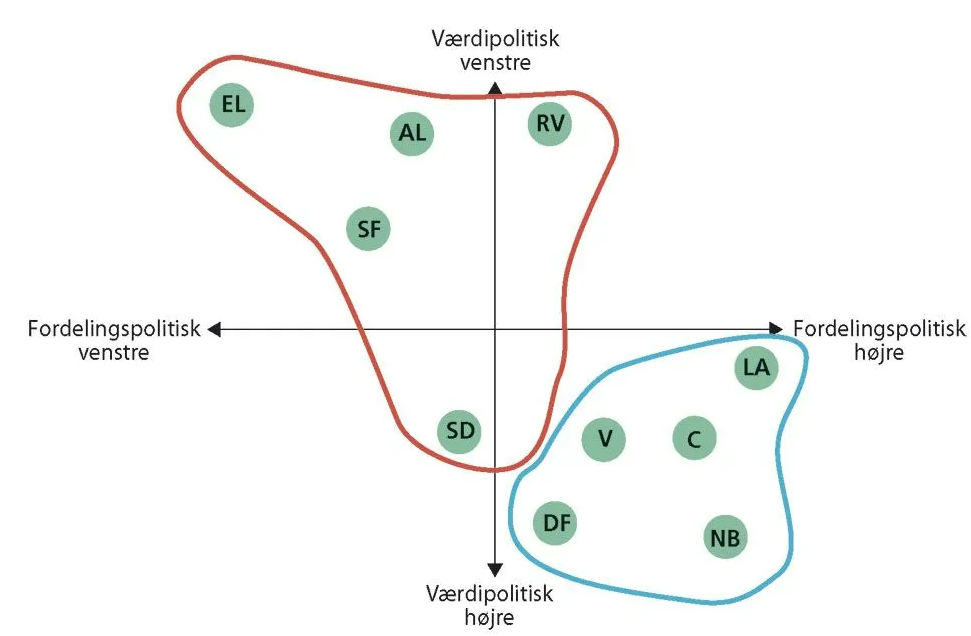 Værdipolitisk
venstre
EL
AL
RV
SF
Fordelingspolitisk
venstre
Fordelingspolitisk
højre
LA
SD
V
C
DF
NB
Værdipolitisk
højre